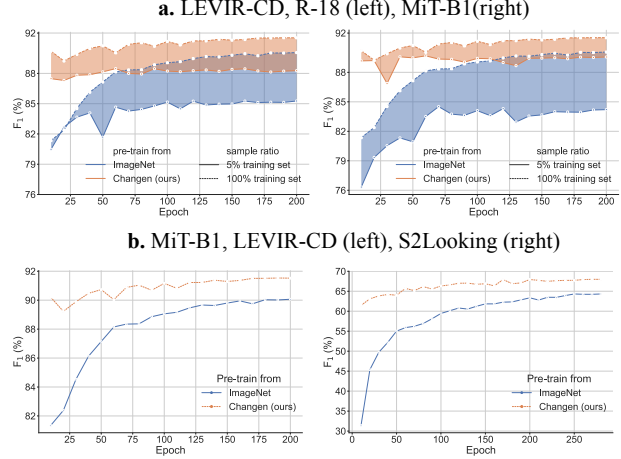 a. LEVIR-CD, R-18 (left), MiT-B1(right)
92
88
85
82
79
76
F₁ (%)
25 50 75 100 125 150 175 200
Epoch
pre-train from
ImageNet
Changen (ours)
sample ratio
5% training set
100% training set
92
88
85
82
79
76
F₁ (%)
25 50 75 100 125 150 175 200
Epoch
pre-train from
ImageNet
Changen (ours)
sample ratio
5% training set
100% training set
b. MiT-B1, LEVIR-CD (left), S2Looking (right)
92
90
88
86
84
82
F₁ (%)
25 50 75 100 125 150 175 200
Epoch
Pre-train from
ImageNet
Changen (ours)
70
65
60
55
50
45
40
35
30
F₁ (%)
0 50 100 150 200 250
Epoch
Pre-train from
ImageNet
Changen (ours)